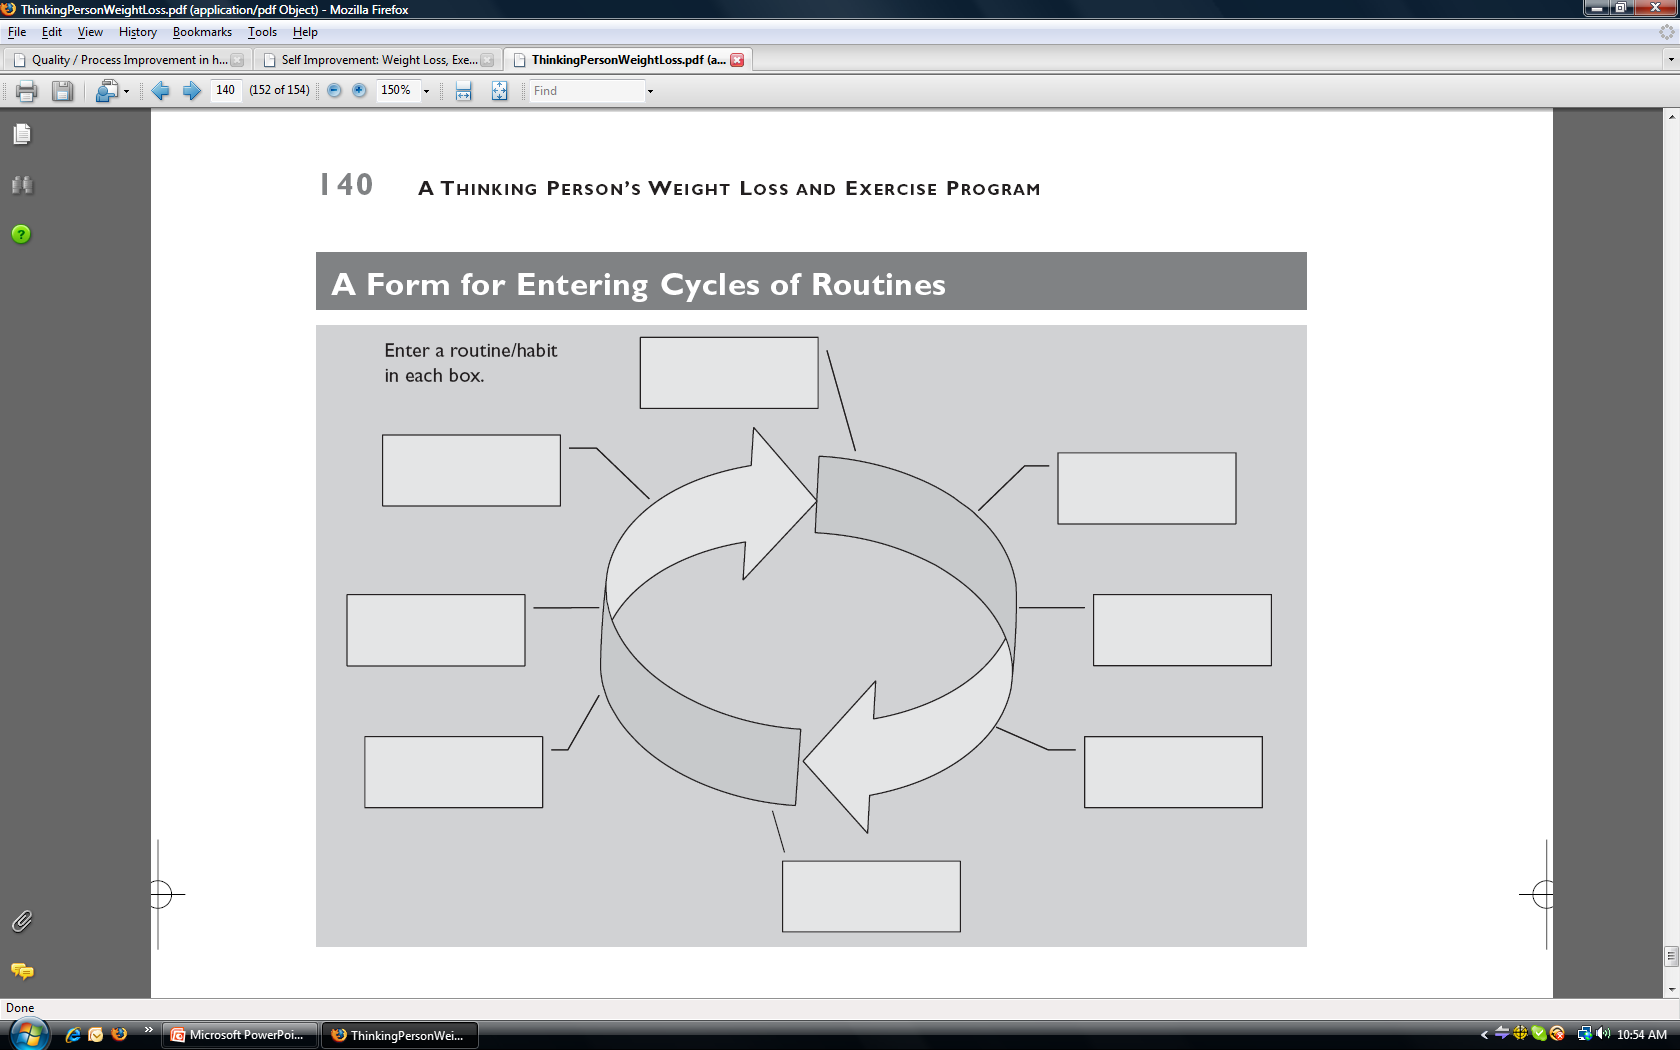 ThinkingPersonWeightLoss.pdf (application/pdf Object) - Mozilla Firefox
File Edit View History Bookmarks Tools Help
Quality / Process Improvement in h... Self Improvement: Weight Loss, Exe... ThinkingPersonWeightLoss.pdf (a...
140 (152 of 154) 150% Find
140 A Thinking Person's Weight Loss and Exercise Program
A Form for Entering Cycles of Routines
Enter a routine/habit
in each box.
Done
Microsoft PowerPoi... ThinkingPersonWei... 10:54 AM